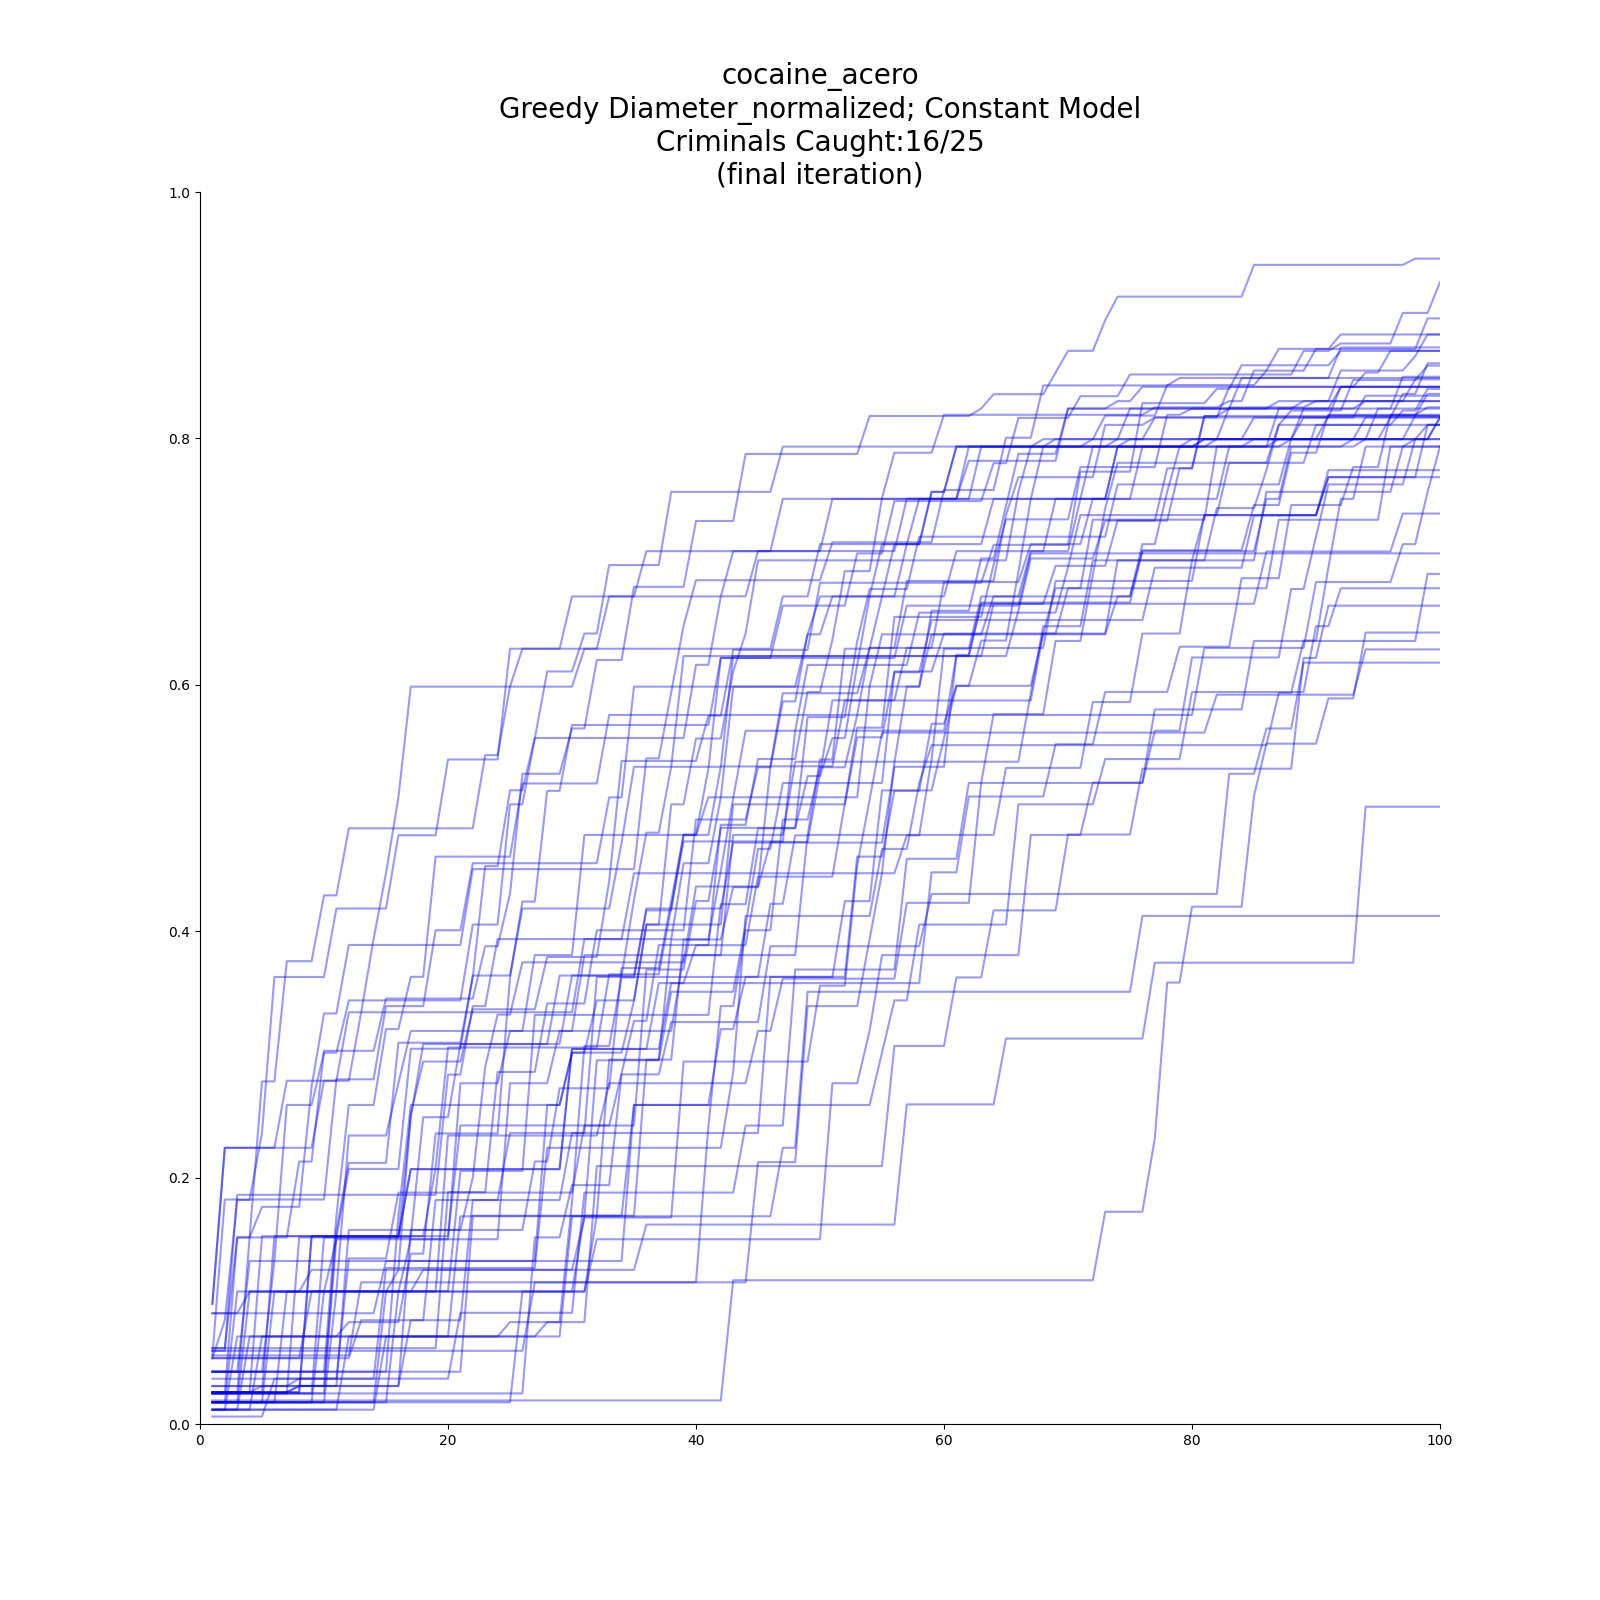 cocaine_acero
Greedy Diameter_normalized; Constant Model
Criminals Caught:16/25
(final iteration)
1.0
0.8
0.6
0.4
0.2
0.0
0 20 40 60 80 100